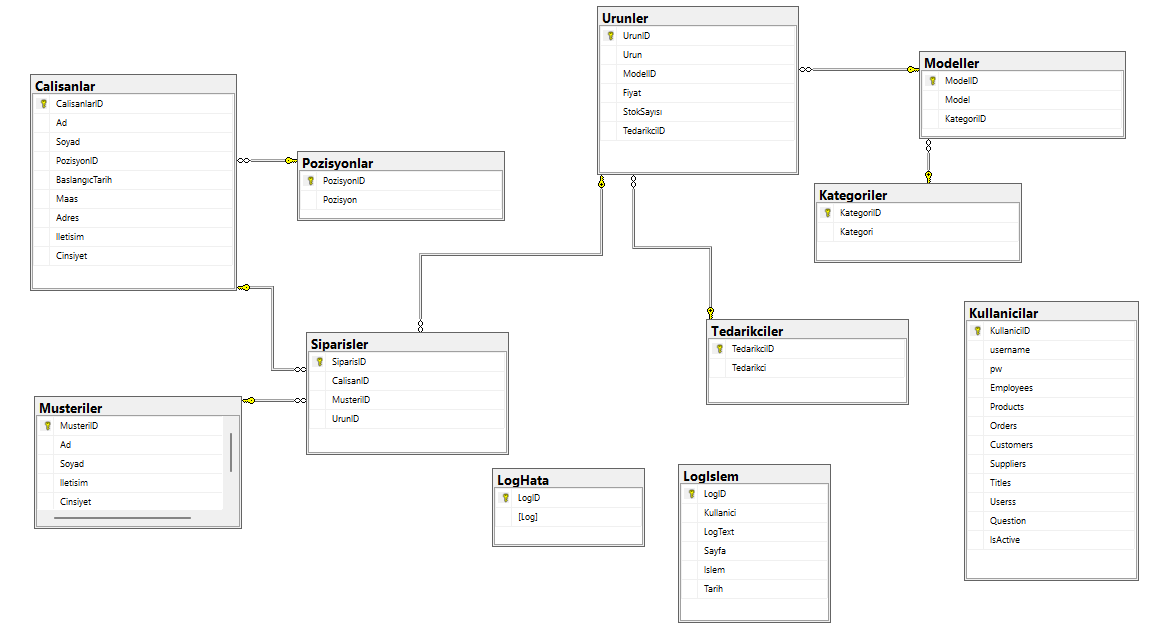 Urunler
UrunID
Urun
ModelID
Fiyat
StokSayısı
TedarikciID
Modeller
ModelID
Model
KategoriID
Calisanlar
CalisanlarID
Ad
Soyad
PozisyonID
BaslangıcTarih
Maas
Adres
Iletisim
Cinsiyet
Pozisyonlar
PozisyonID
Pozisyon
Kategoriler
KategoriID
Kategori
Tedarikciler
TedarikciID
Tedarikci
Kullanicilar
KullaniciID
username
pw
Employees
Products
Orders
Customers
Suppliers
Titles
Userss
Question
IsActive
Siparisler
SiparisID
CalisanID
MusteriID
UrunID
Musteriler
MusteriID
Ad
Soyad
Iletisim
Cinsiyet
LogHata
LogID
[Log]
LogIslem
LogID
Kullanici
LogText
Sayfa
Islem
Tarih